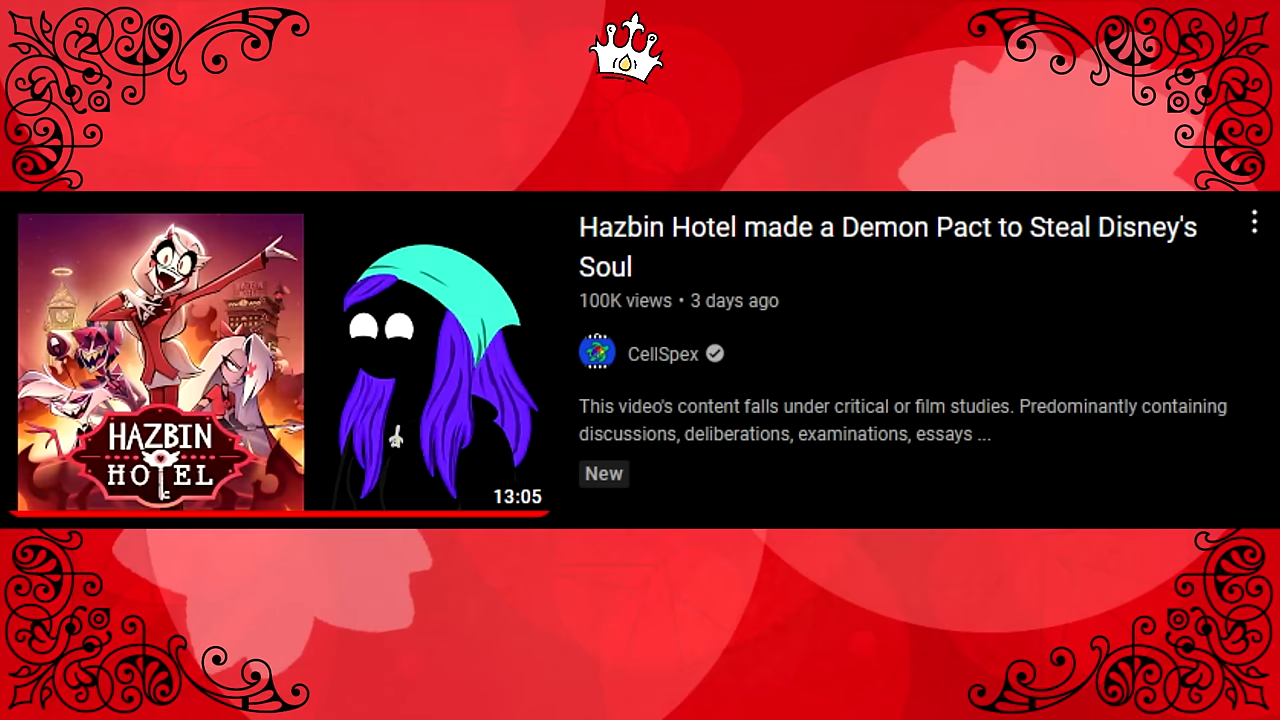 Hazbin Hotel made a Demon Pact to Steal Disney's
Soul
100K views • 3 days ago
CellSpex
This video's content falls under critical or film studies. Predominantly containing
discussions, deliberations, examinations, essays ...
New
HAZBIN
HOTEL
13:05